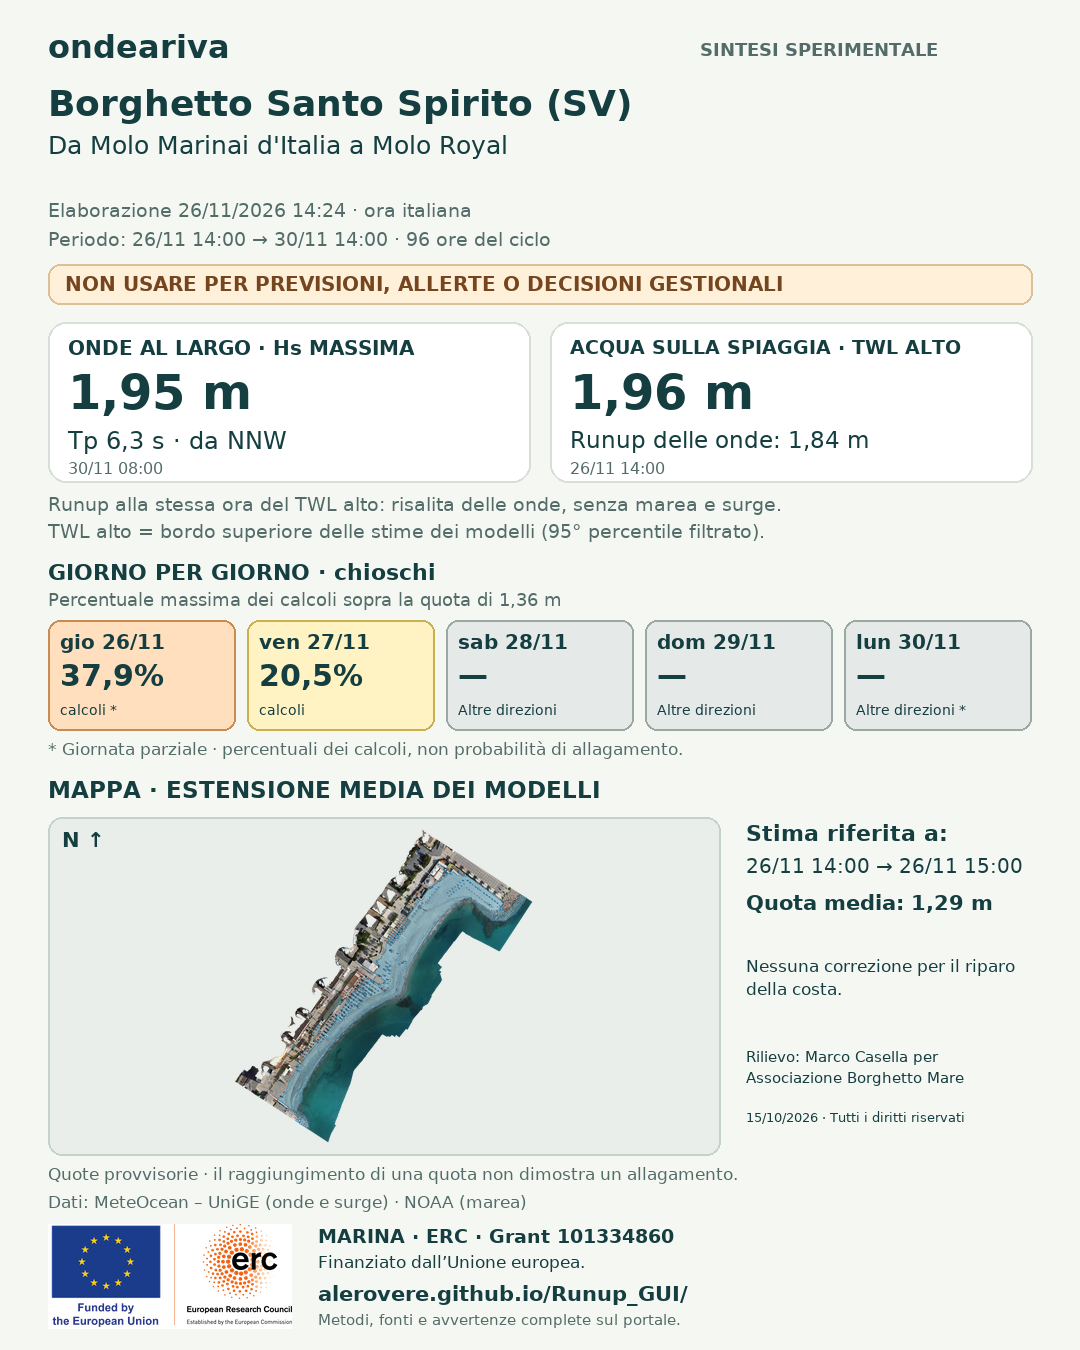 ondeariva
SINTESI SPERIMENTALE
Borghetto Santo Spirito (SV)
Da Molo Marinai d'Italia a Molo Royal
Elaborazione 26/11/2026 14:24 · ora italiana
Periodo: 26/11 14:00 → 30/11 14:00 · 96 ore del ciclo
NON USARE PER PREVISIONI, ALLERTE O DECISIONI GESTIONALI
ONDE AL LARGO · Hs MASSIMA
1,95 m
Tp 6,3 s · da NNW
30/11 08:00
ACQUA SULLA SPIAGGIA · TWL ALTO
1,96 m
Runup delle onde: 1,84 m
26/11 14:00
Runup alla stessa ora del TWL alto: risalita delle onde, senza marea e surge.
TWL alto = bordo superiore delle stime dei modelli (95° percentile filtrato).
GIORNO PER GIORNO · chioschi
Percentuale massima dei calcoli sopra la quota di 1,36 m
gio 26/11
37,9%
calcoli *
ven 27/11
20,5%
calcoli
sab 28/11
—
Altre direzioni
dom 29/11
—
Altre direzioni
lun 30/11
—
Altre direzioni *
* Giornata parziale · percentuali dei calcoli, non probabilità di allagamento.
MAPPA · ESTENSIONE MEDIA DEI MODELLI
N ↑
Stima riferita a:
26/11 14:00 → 26/11 15:00
Quota media: 1,29 m
Nessuna correzione per il riparo
della costa.
Rilievo: Marco Casella per
Associazione Borghetto Mare
15/10/2026 · Tutti i diritti riservati
Quote provvisorie · il raggiungimento di una quota non dimostra un allagamento.
Dati: MeteOcean – UniGE (onde e surge) · NOAA (marea)
Funded by
the European Union
erc
European Research Council
Established by the European Commission
MARINA · ERC · Grant 101334860
Finanziato dall’Unione europea.
alerovere.github.io/Runup_GUI/
Metodi, fonti e avvertenze complete sul portale.